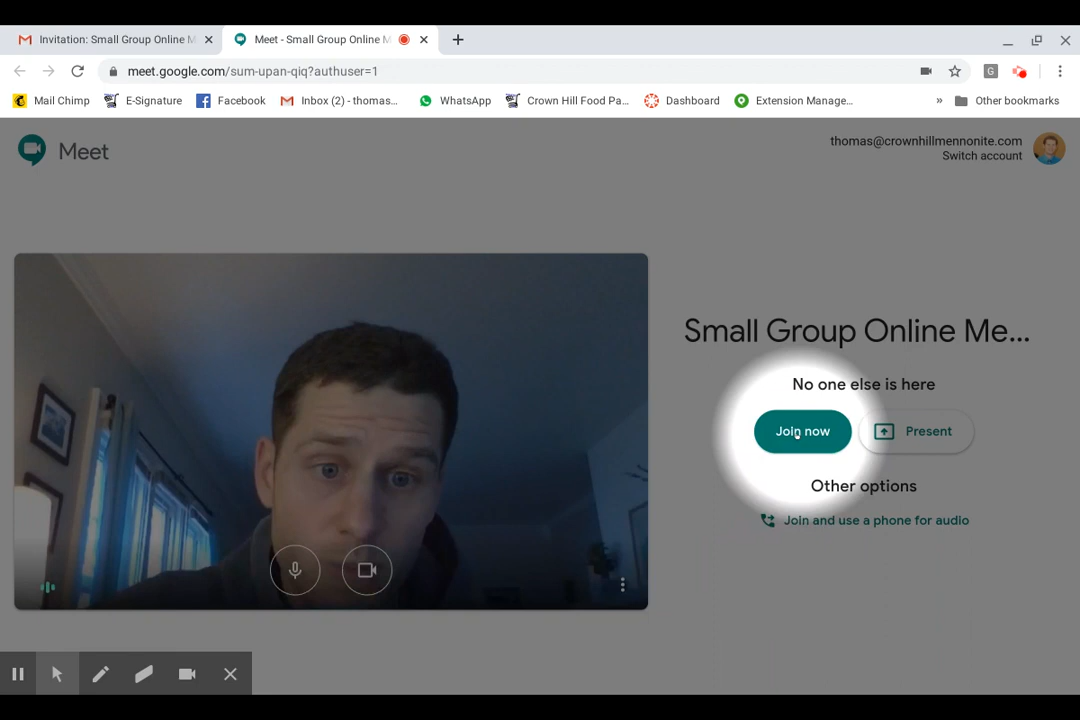 Invitation: Small Group Online M
Meet - Small Group Online M
meet.google.com/sum-upan-qiq?authuser=1
G
Mail Chimp
E-Signature
Facebook
Inbox (2) - thomas...
WhatsApp
Crown Hill Food Pa...
Dashboard
Extension Manage...
»
Other bookmarks
Meet
thomas@crownhillmennonite.com
Switch account
Small Group Online Me...
No one else is here
Join now
Present
Other options
Join and use a phone for audio